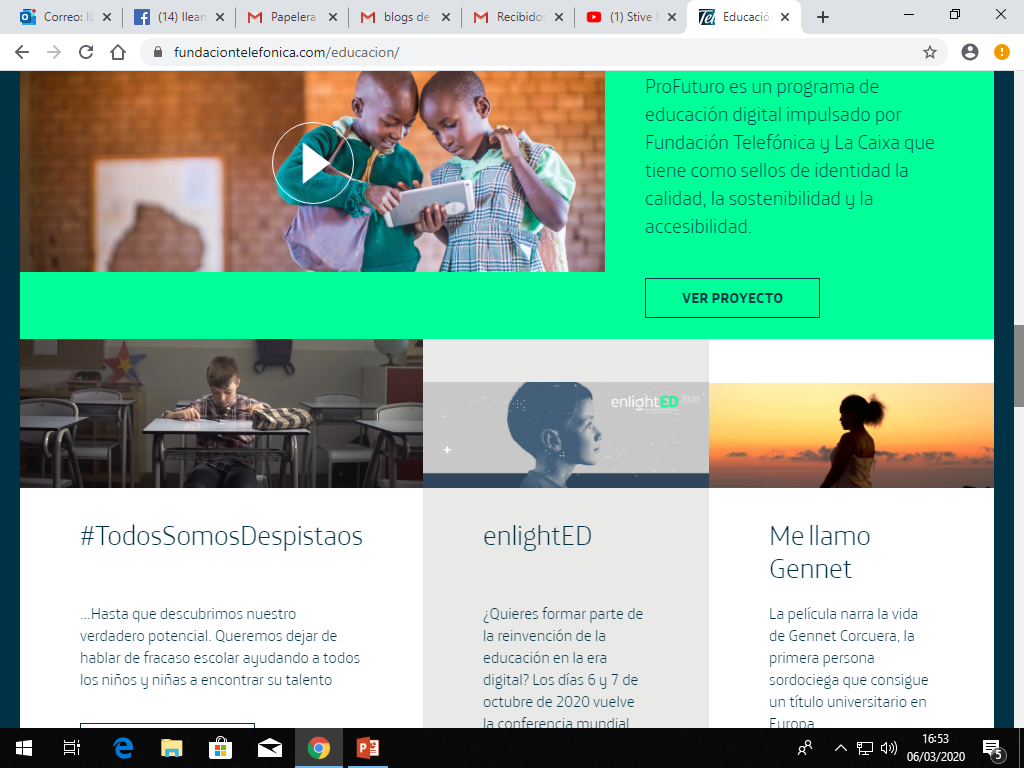 Correo: IL
(14) Ilean
Papelera
blogs de
Recibidos
(1) Stive
Educació
fundaciontelefonica.com/educacion/
ProFuturo es un programa de
educación digital impulsado por
Fundación Telefónica y La Caixa que
tiene como sellos de identidad la
calidad, la sostenibilidad y la
accesibilidad.
VER PROYECTO
enlightED 2020
#TodosSomosDespistaos
...Hasta que descubrimos nuestro
verdadero potencial. Queremos dejar de
hablar de fracaso escolar ayudando a todos
los niños y niñas a encontrar su talento
enlightED
¿Quieres formar parte de
la reinvención de la
educación en la era
digital? Los días 6 y 7 de
octubre de 2020 vuelve
la conferencia mundial
Me llamo
Gennet
La película narra la vida
de Gennet Corcuera, la
primera persona
sordociega que consigue
un título universitario en
Europa
16:53
06/03/2020
5